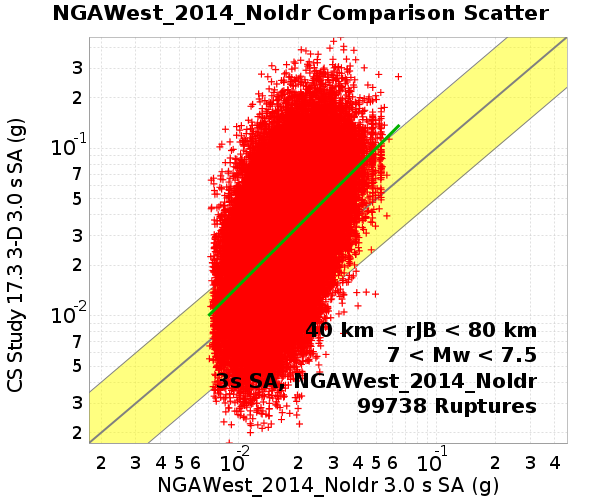 NGAWest_2014_NoIdr Comparison Scatter
CS Study 17.3 3-D 3.0 s SA (g)
3
2
10^-1
7
5
3
2
10^-2
7
5
3
2
40 km < rJB < 80 km
7 < Mw < 7.5
3s SA, NGAWest_2014_NoIdr
99738 Ruptures
2 3 4 5 6 10^-2 2 3 4 5 6 10^-1 2 3 4
NGAWest_2014_NoIdr 3.0 s SA (g)